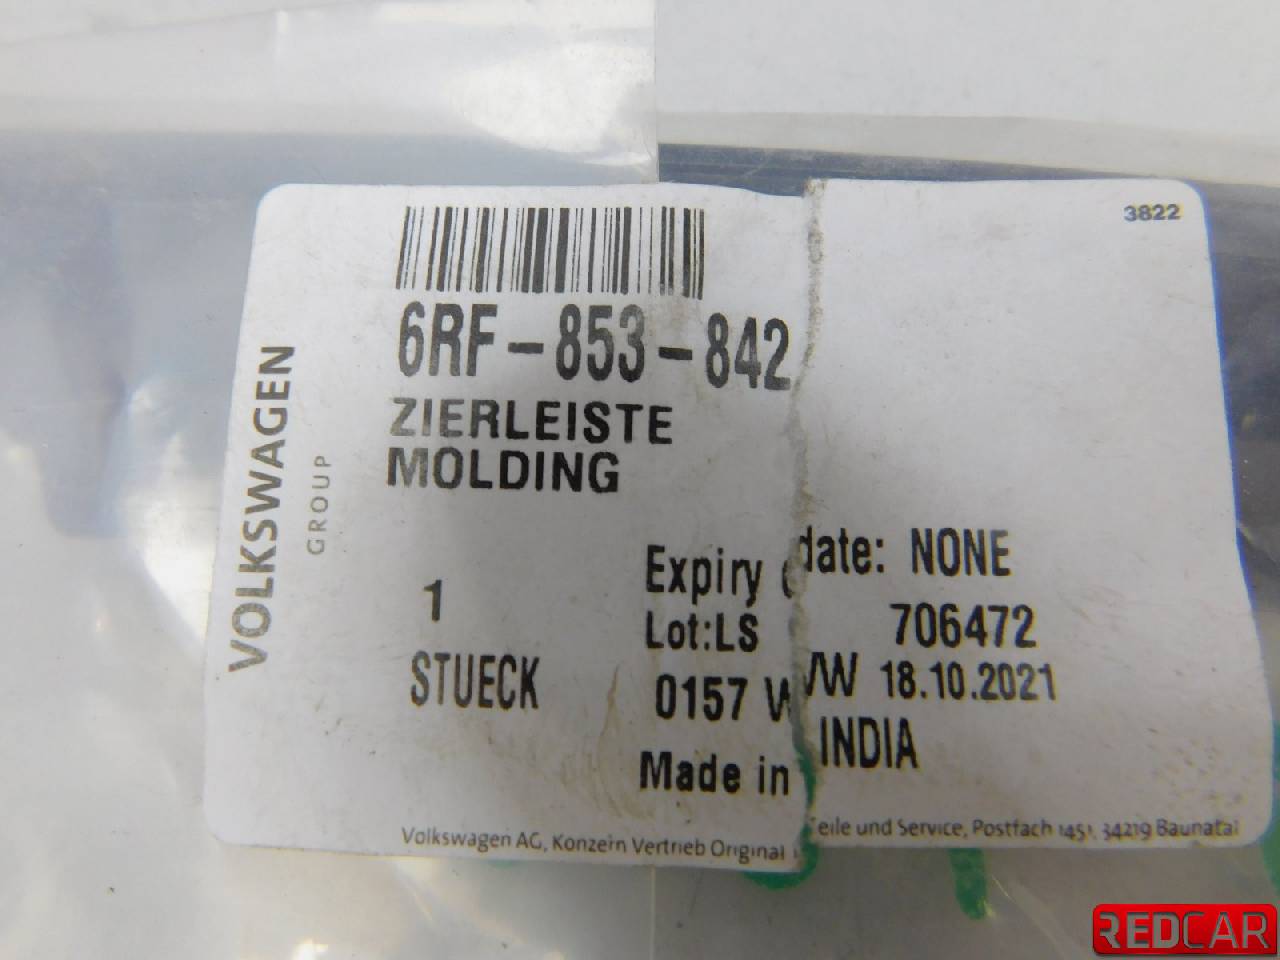 3822
6RF-853-842
ZIERLEISTE
MOLDING
VOLKSWAGEN
GROUP
1
STUECK
Expiry date: NONE
Lot:LS 706472
0157 VW 18.10.2021
Made in INDIA
Volkswagen AG, Konzern Vertrieb Original Teile und Service, Postfach 1451, 34219 Baunatal
REDCAR